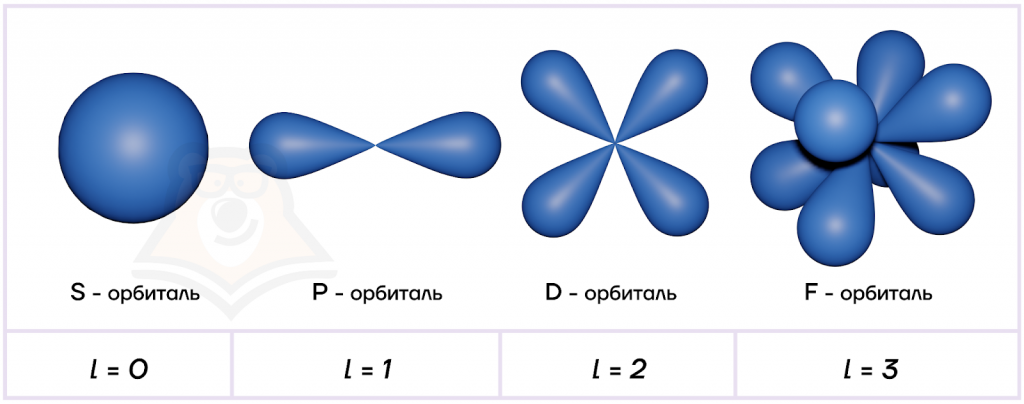 S - орбиталь
P - орбиталь
D - орбиталь
F - орбиталь
l = 0
l = 1
l = 2
l = 3